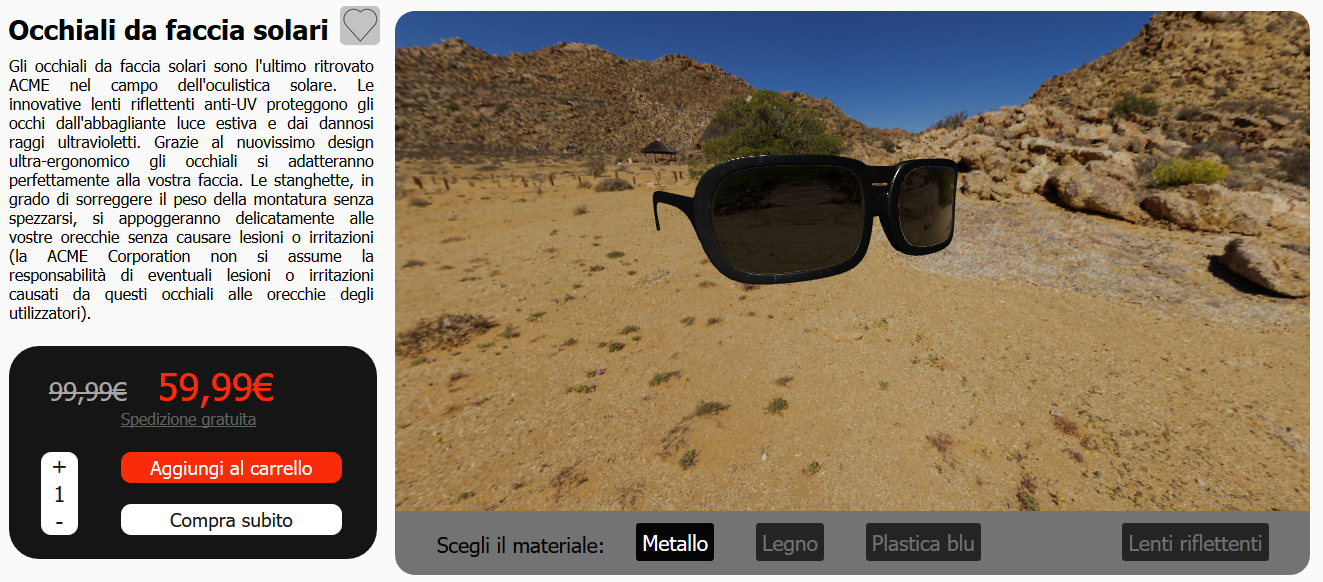 Occhiali da faccia solari
Gli occhiali da faccia solari sono l'ultimo ritrovato
ACME nel campo dell'oculistica solare. Le
innovative lenti riflettenti anti-UV proteggono gli
occhi dall'abbagliante luce estiva e dai dannosi
raggi ultravioletti. Grazie al nuovissimo design
ultra-ergonomico gli occhiali si adatteranno
perfettamente alla vostra faccia. Le stanghette, in
grado di sorreggere il peso della montatura senza
spezzarsi, si appoggeranno delicatamente alle
vostre orecchie senza causare lesioni o irritazioni
(la ACME Corporation non si assume la
responsabilità di eventuali lesioni o irritazioni
causati da questi occhiali alle orecchie degli
utilizzatori).
99,99€ 59,99€
Spedizione gratuita
+
1
-
Aggiungi al carrello
Compra subito
Scegli il materiale: Metallo Legno Plastica blu Lenti riflettenti